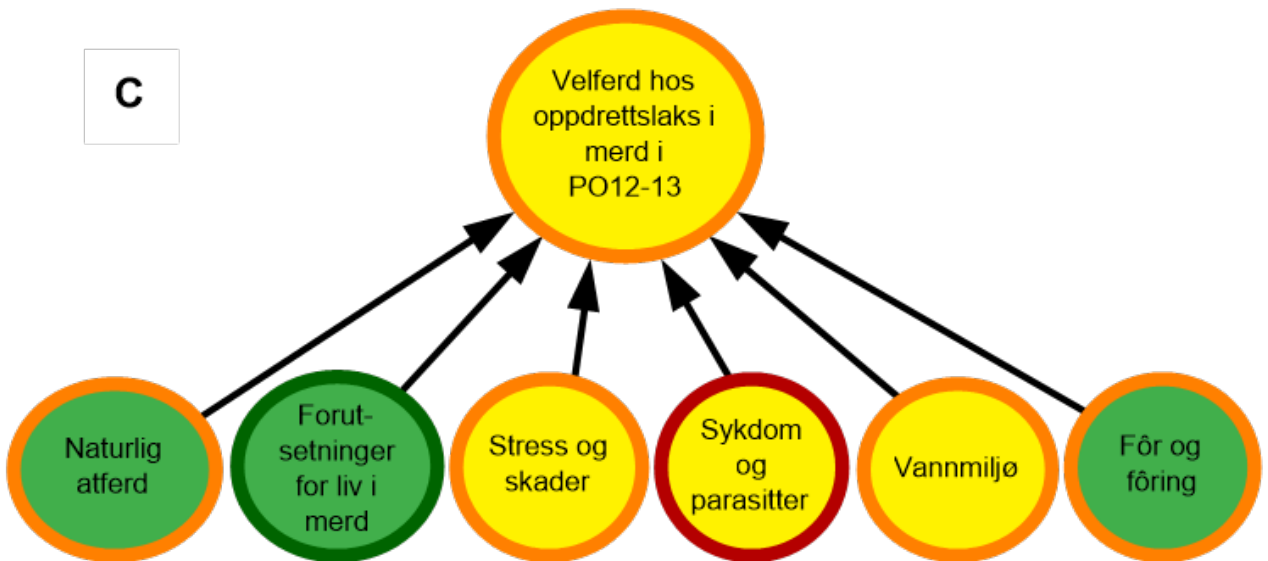 C
Velferd hos
oppdrettslaks i
merd i
PO12-13
Naturlig
atferd
Forut-
setninger
for liv i
merd
Stress og
skader
Sykdom
og
parasitter
Vannmiljø
Fôr og
fôring